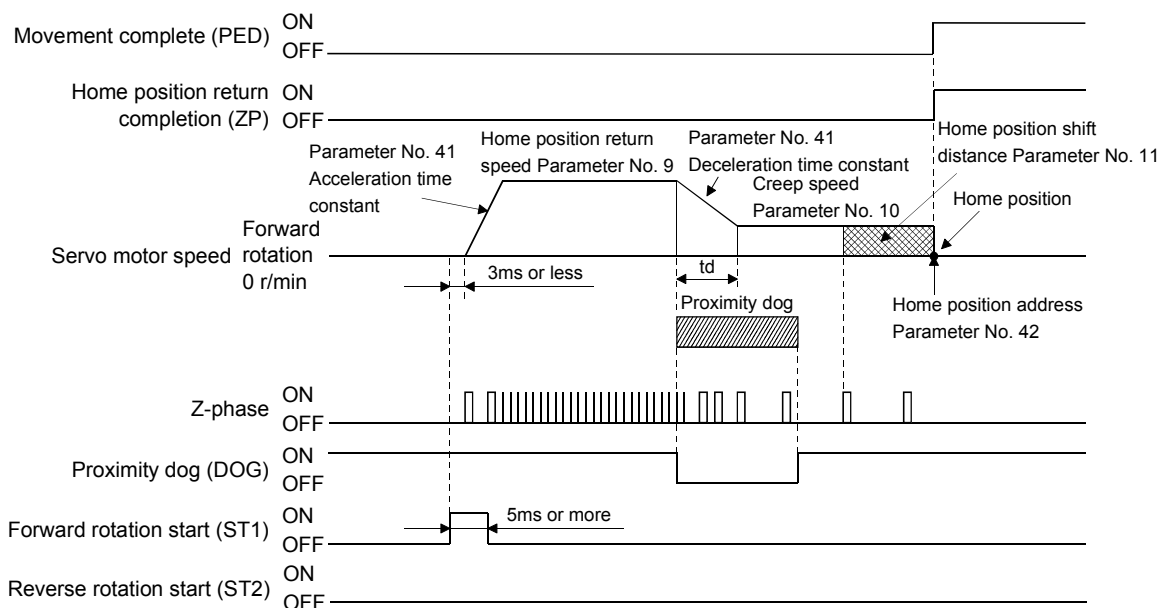 Movement complete (PED)
ON
OFF
Home position return
completion (ZP)
ON
OFF
Parameter No. 41
Acceleration time
constant
Home position return
speed Parameter No. 9
Parameter No. 41
Deceleration time constant
Creep speed
Parameter No. 10
Home position shift
distance Parameter No. 11
Home position
Servo motor speed
Forward
rotation
0 r/min
3ms or less
td
Proximity dog
Home position address
Parameter No. 42
Z-phase
ON
OFF
Proximity dog (DOG)
ON
OFF
Forward rotation start (ST1)
ON
OFF
5ms or more
Reverse rotation start (ST2)
ON
OFF